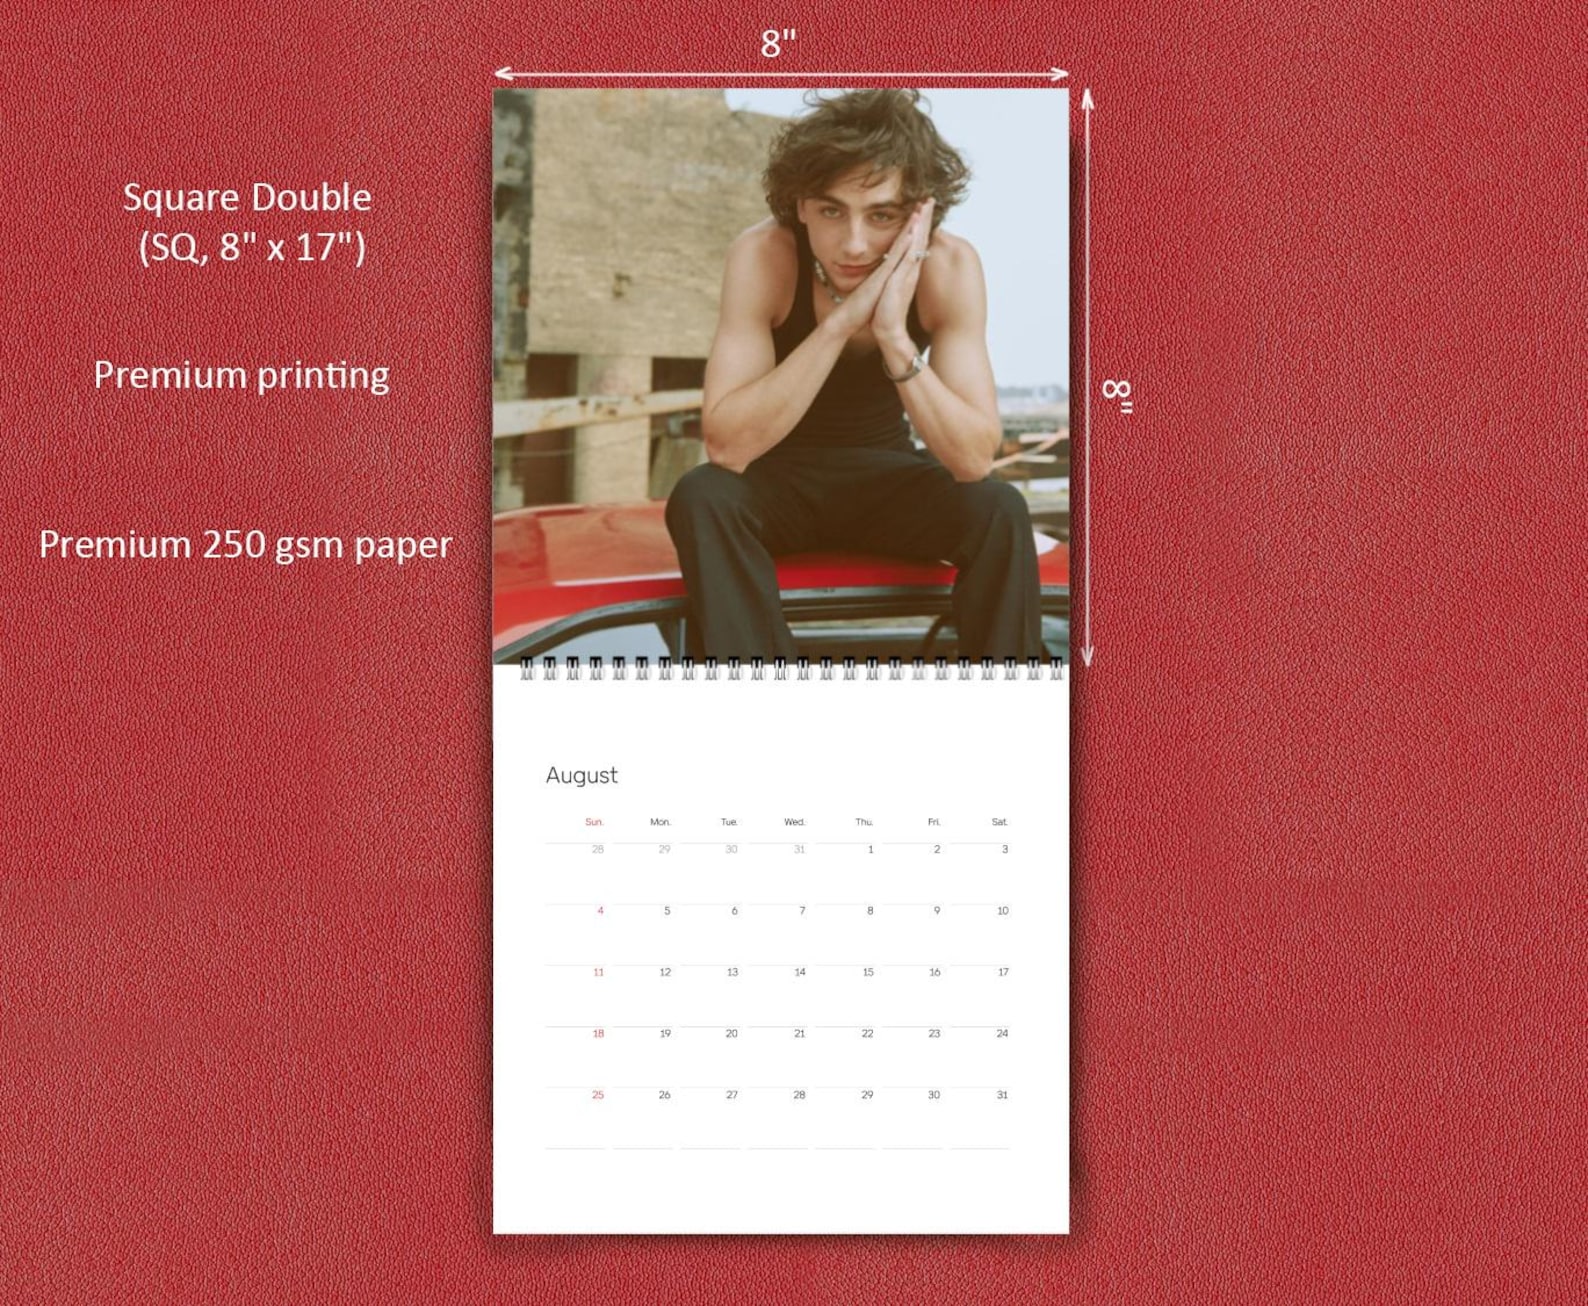 8"
Square Double
(SQ, 8" x 17")
8"
Premium printing
Premium 250 gsm paper
August
Sun. Mon. Tue. Wed. Thu. Fri. Sat.
28 29 30 31 1 2 3
4 5 6 7 8 9 10
11 12 13 14 15 16 17
18 19 20 21 22 23 24
25 26 27 28 29 30 31